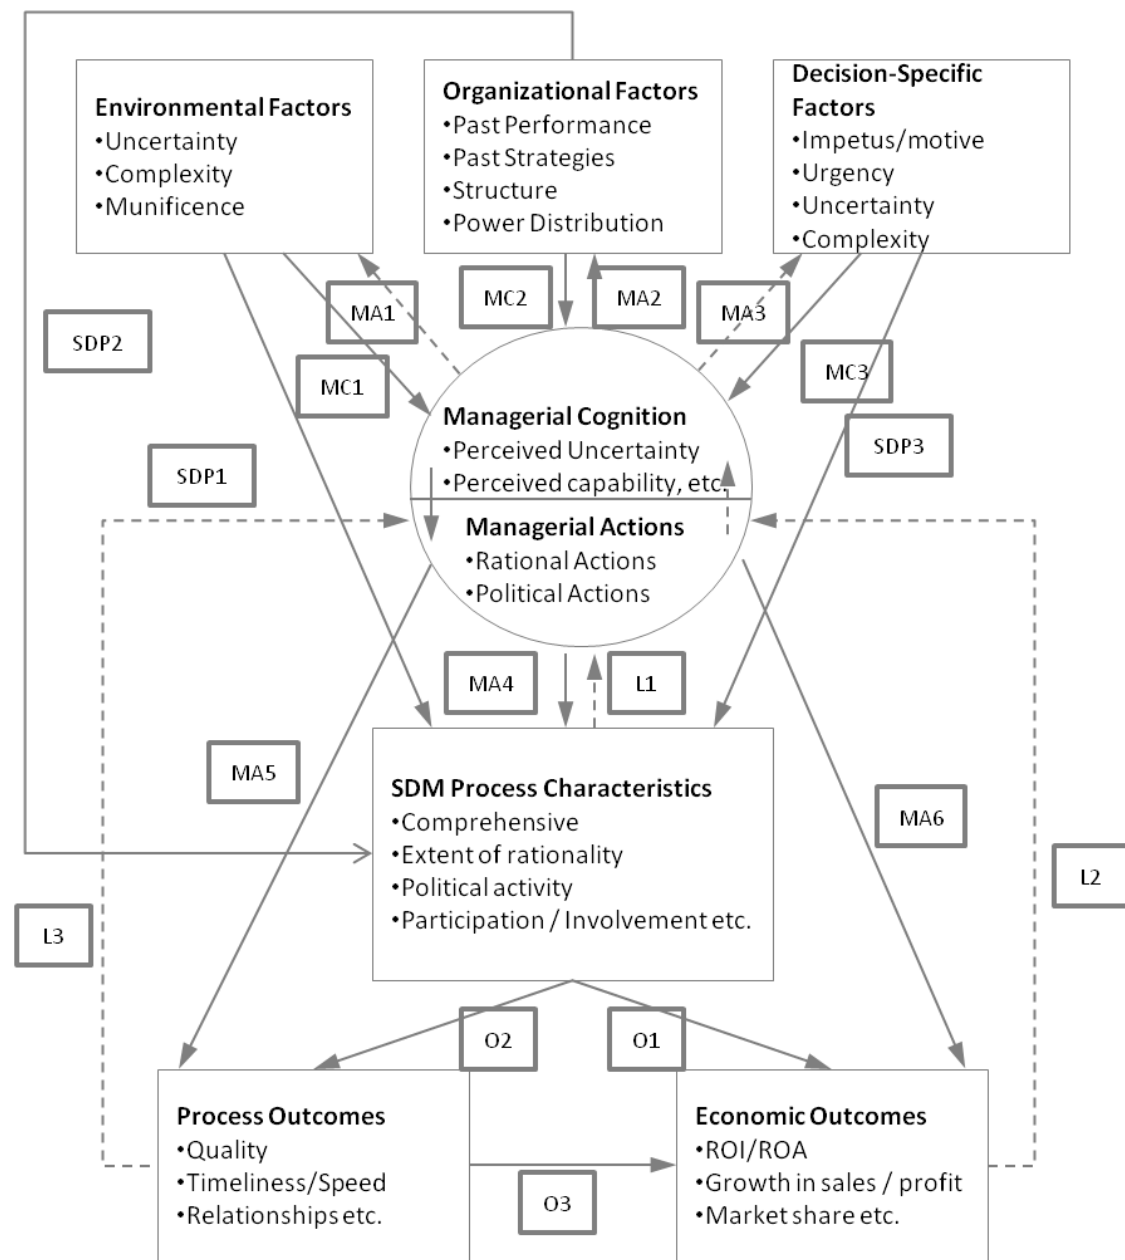 Environmental Factors
•Uncertainty
•Complexity
•Munificence
Organizational Factors
•Past Performance
•Past Strategies
•Structure
•Power Distribution
Decision-Specific
Factors
•Impetus/motive
•Urgency
•Uncertainty
•Complexity
SDP2
MA1
MC2
MA2
MA3
MC1
MC3
SDP1
SDP3
Managerial Cognition
•Perceived Uncertainty
•Perceived capability, etc.
Managerial Actions
•Rational Actions
•Political Actions
MA4
L1
MA5
MA6
SDM Process Characteristics
•Comprehensive
•Extent of rationality
•Political activity
•Participation / Involvement etc.
L3
L2
O2
O1
Process Outcomes
•Quality
•Timeliness/Speed
•Relationships etc.
O3
Economic Outcomes
•ROI/ROA
•Growth in sales / profit
•Market share etc.